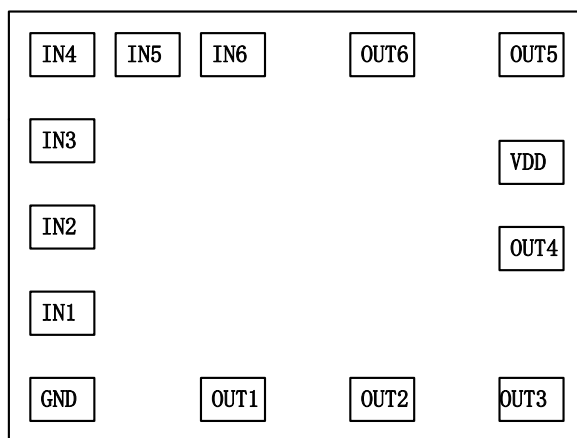 IN4 IN5 IN6 OUT6 OUT5
IN3
VDD
IN2
OUT4
IN1
GND OUT1 OUT2 OUT3